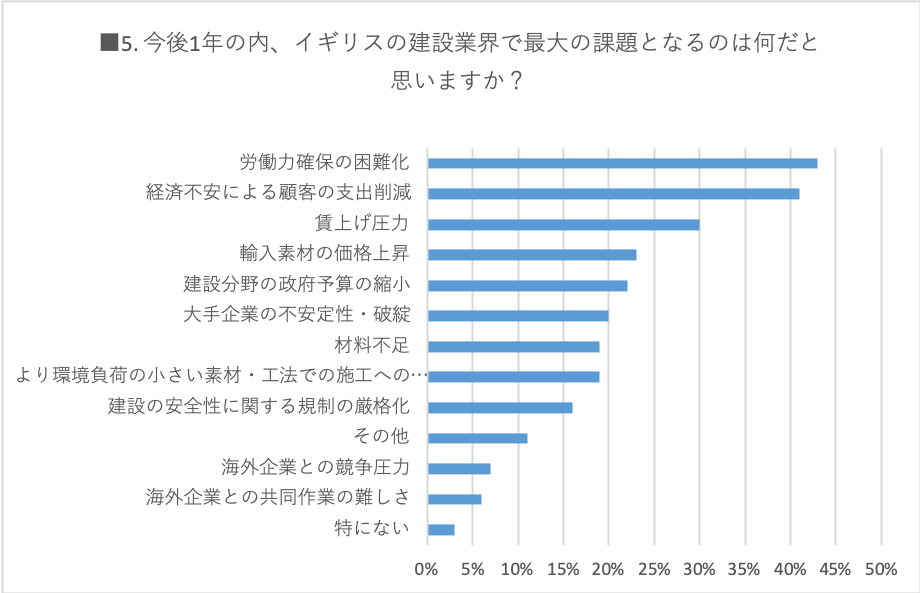 ■5. 今後1年の内、イギリスの建設業界で最大の課題となるのは何だと
思いますか？
労働力確保の困難化
経済不安による顧客の支出削減
賃上げ圧力
輸入素材の価格上昇
建設分野の政府予算の縮小
大手企業の不安定性・破綻
材料不足
より環境負荷の小さい素材・工法での施工への…
建設の安全性に関する規制の厳格化
その他
海外企業との競争圧力
海外企業との共同作業の難しさ
特にない
0% 5% 10% 15% 20% 25% 30% 35% 40% 45% 50%